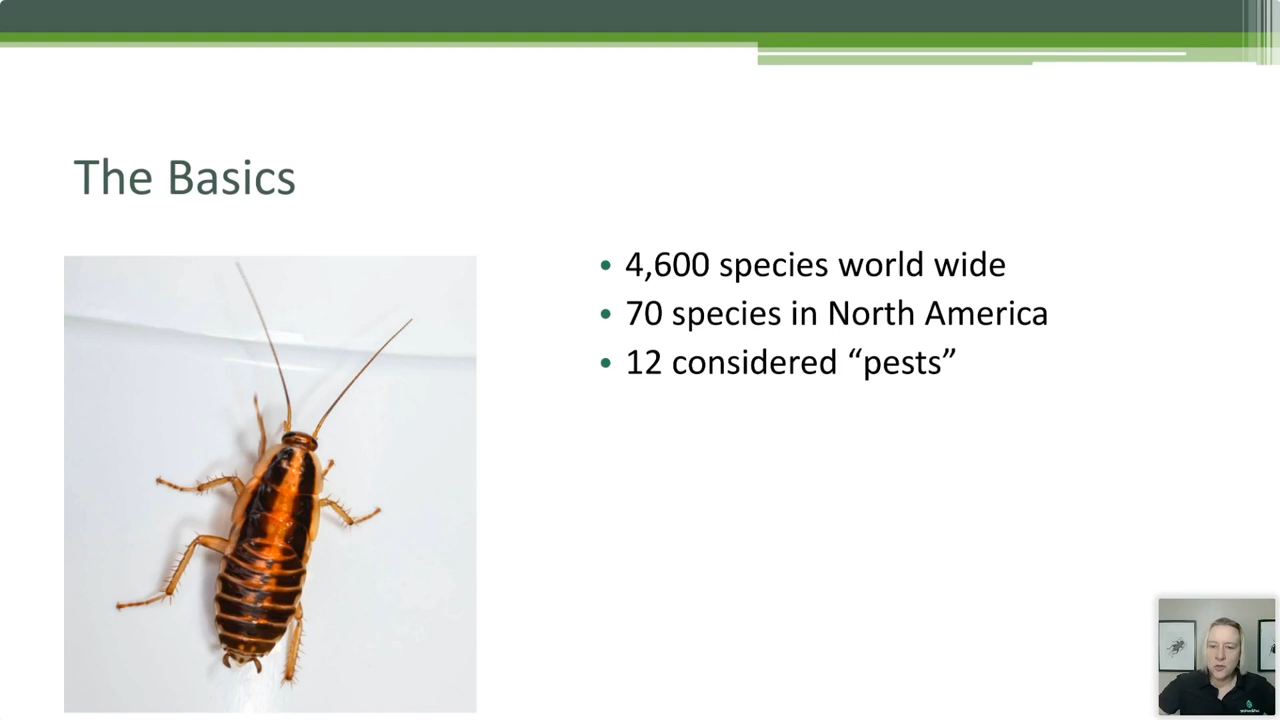 The Basics
• 4,600 species world wide
• 70 species in North America
• 12 considered “pests”